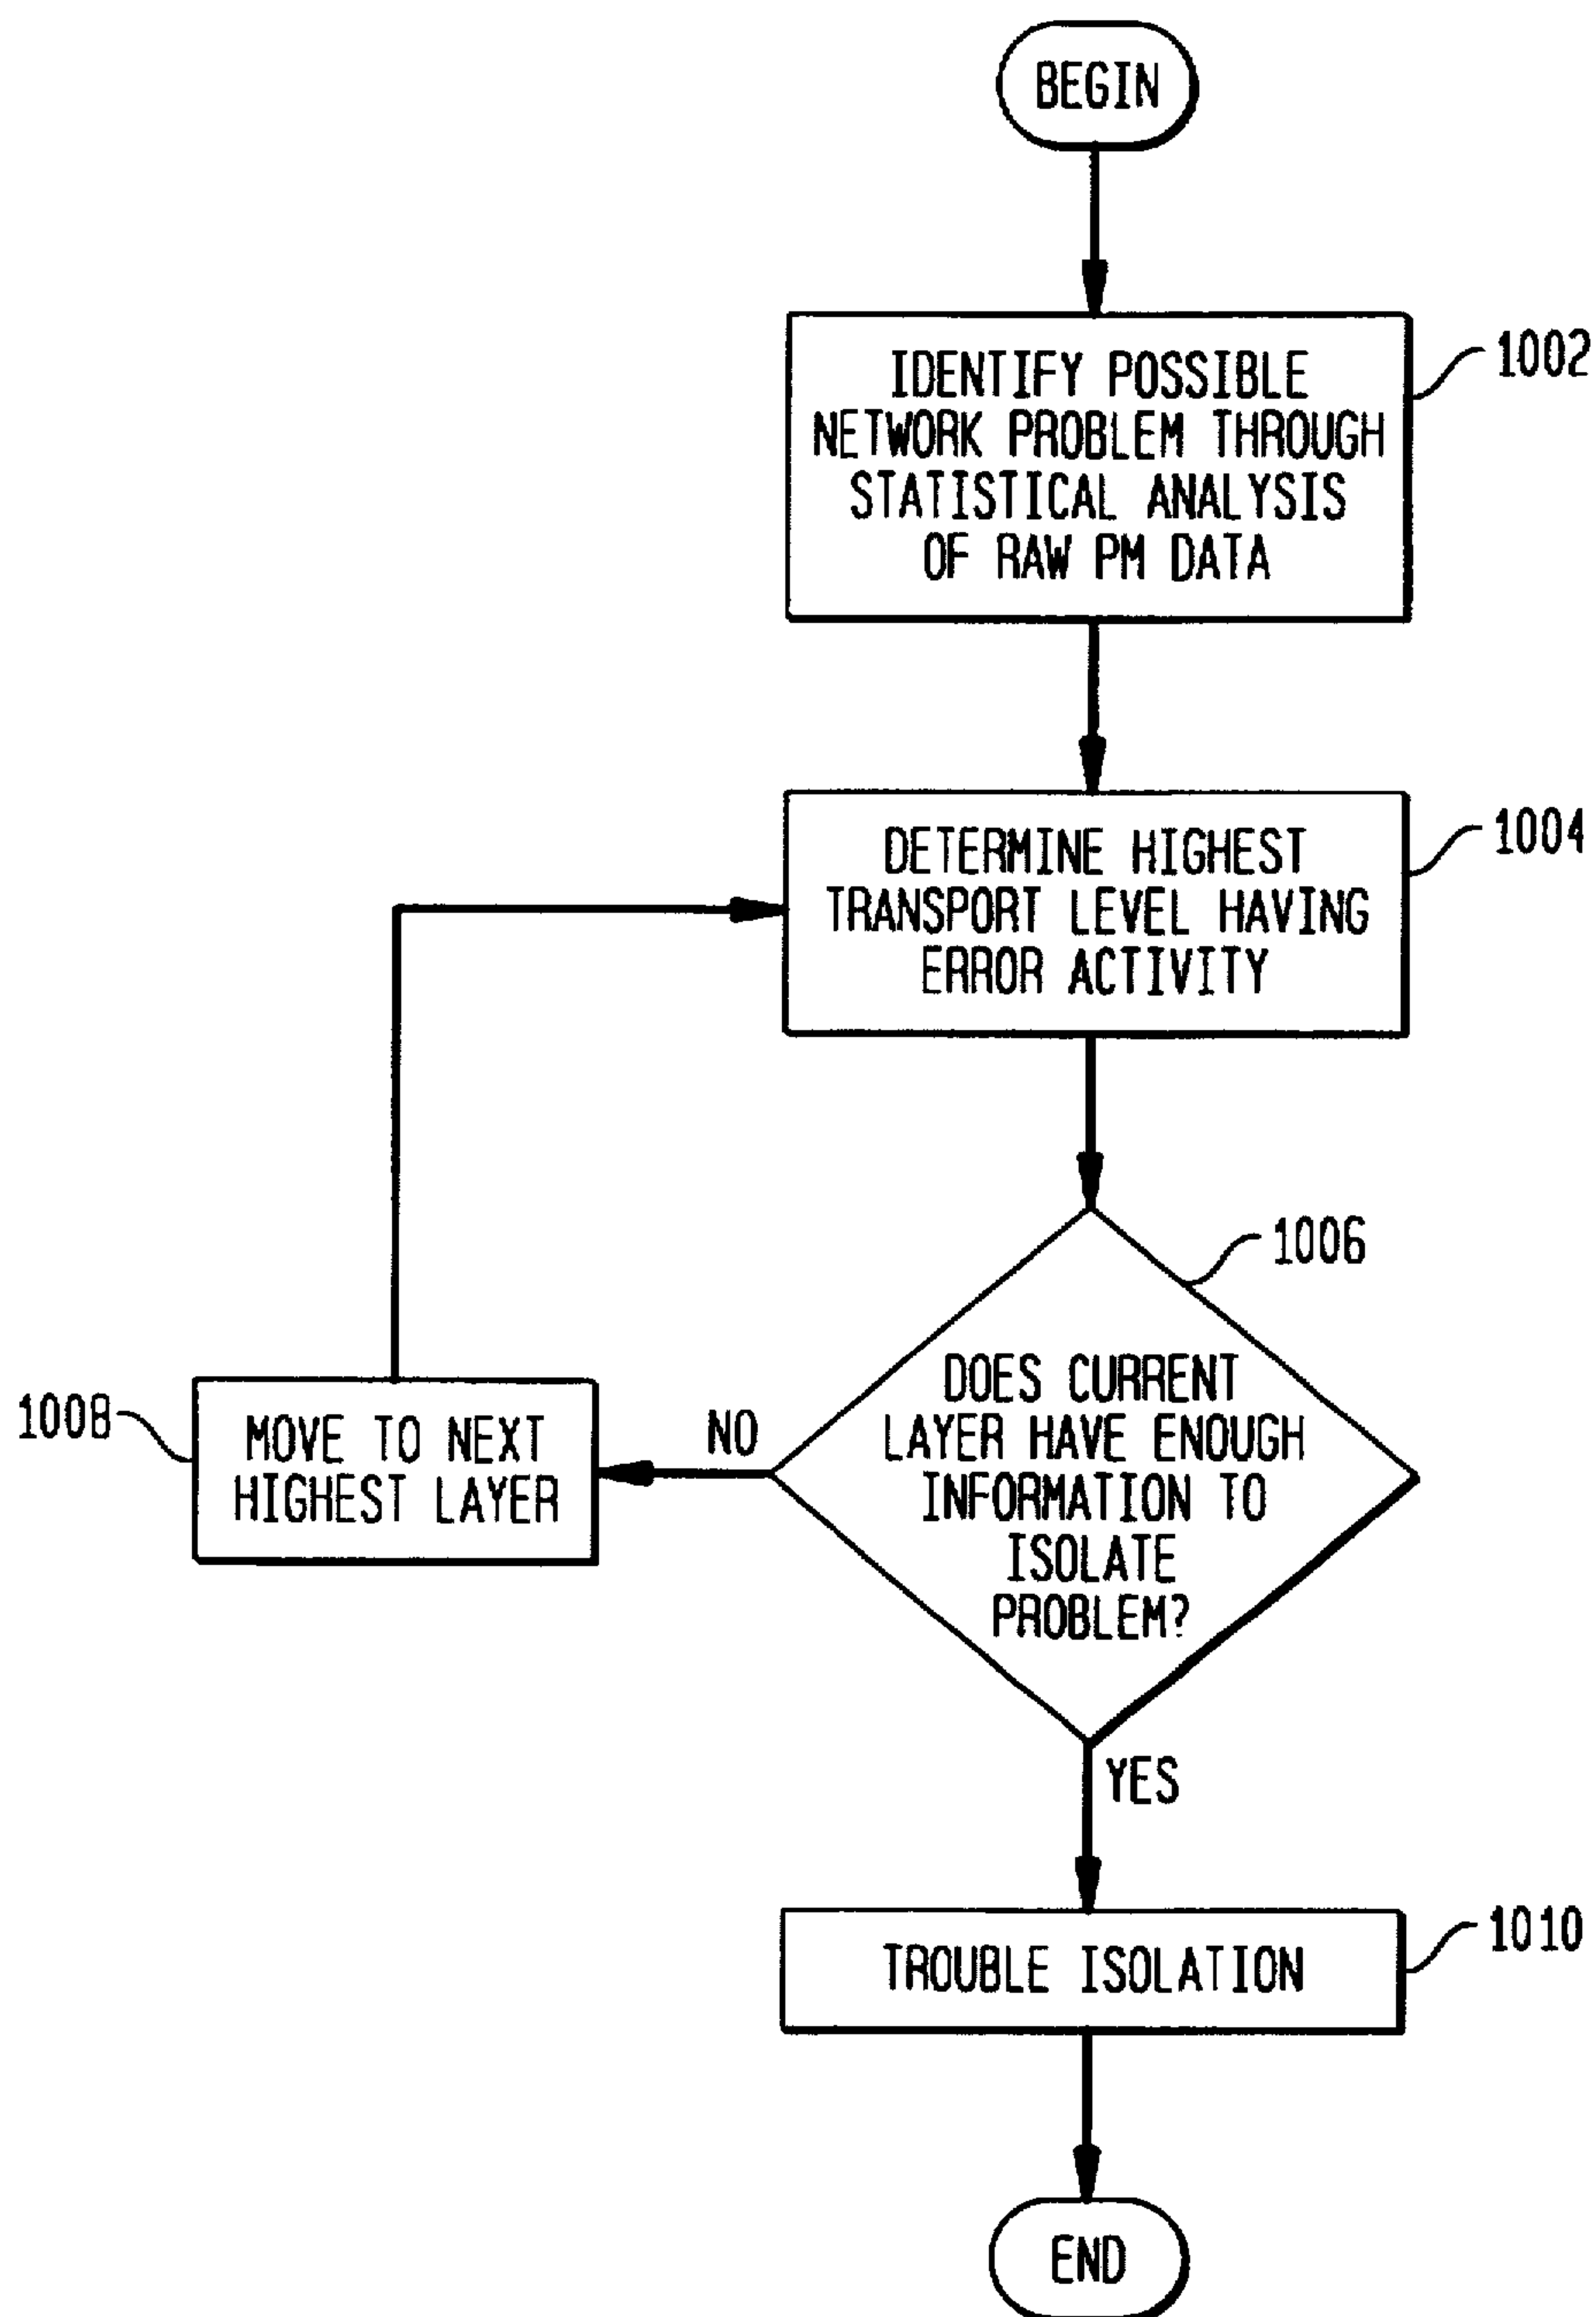 BEGIN
IDENTIFY POSSIBLE
NETWORK PROBLEM THROUGH
STATISTICAL ANALYSIS
OF RAW PM DATA
1002
DETERMINE HIGHEST
TRANSPORT LEVEL HAVING
ERROR ACTIVITY
1004
1006
DOES CURRENT
LAYER HAVE ENOUGH
INFORMATION TO
ISOLATE
PROBLEM?
NO
1008
MOVE TO NEXT
HIGHEST LAYER
YES
TROUBLE ISOLATION
1010
END